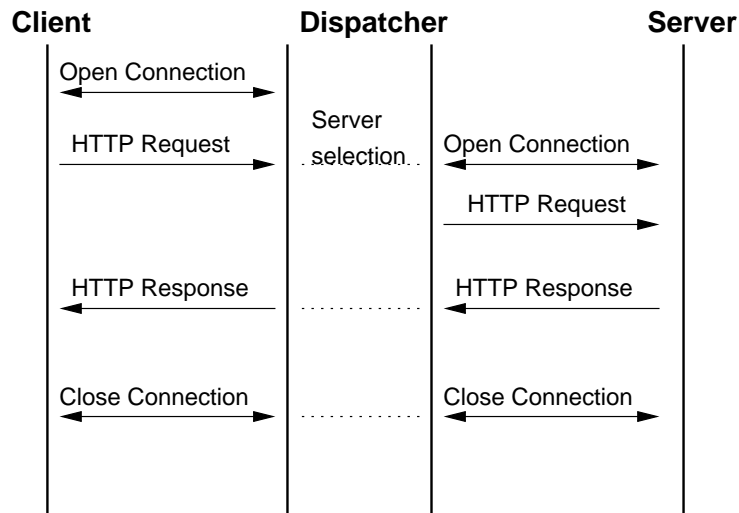 Client
Dispatcher
Server
Open Connection
Server
selection
HTTP Request
Open Connection
HTTP Request
HTTP Response
HTTP Response
Close Connection
Close Connection